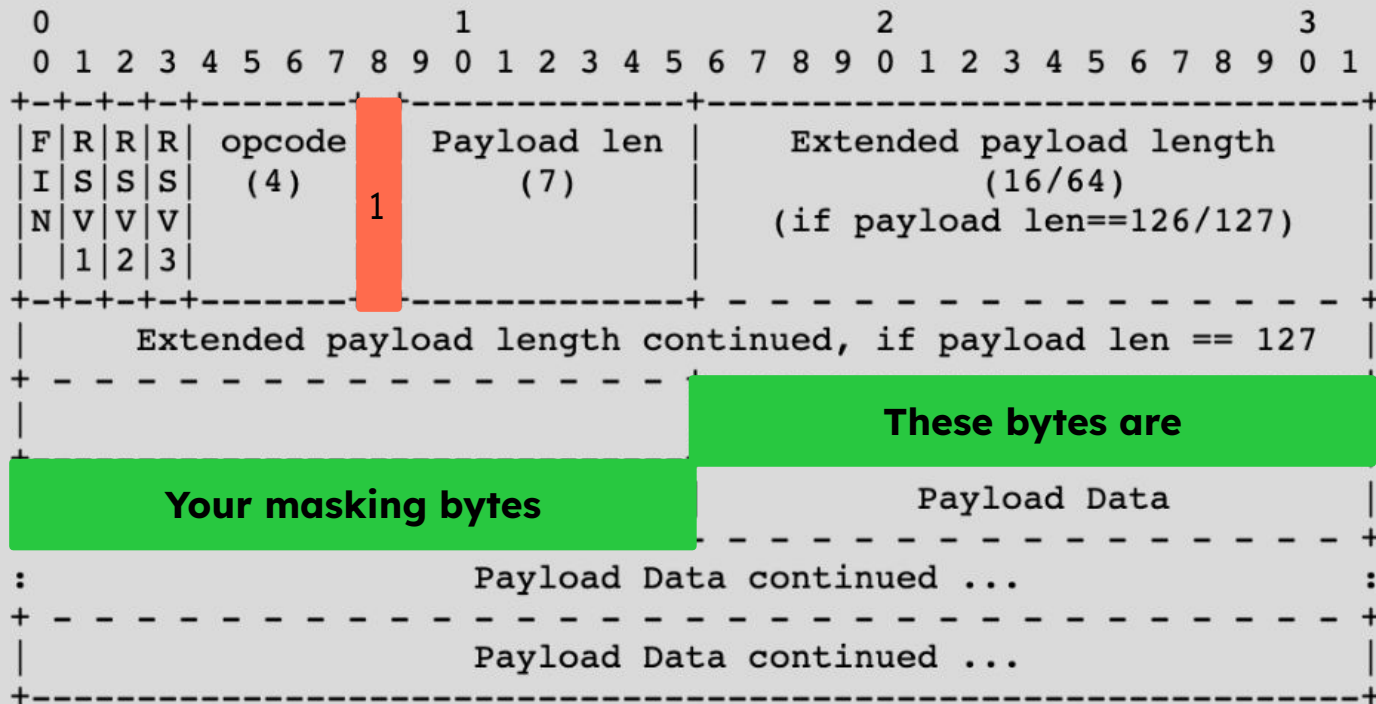 0 1 2 3
0 1 2 3 4 5 6 7 8 9 0 1 2 3 4 5 6 7 8 9 0 1 2 3 4 5 6 7 8 9 0 1
+-+-+-+-+-------+-+-------------+-------------------------------+
|F|R|R|R| opcode Payload len | Extended payload length |
|I|S|S|S| (4) (7) | (16/64) |
|N|V|V|V| 1 | (if payload len==126/127) |
| |1|2|3| | |
+-+-+-+-+-------+-+-------------+ - - - - - - - - - - - - - - - +
| Extended payload length continued, if payload len == 127 |
+ - - - - - - - - - - - - - - - +
| These bytes are
+-------------------------------
Your masking bytes Payload Data |
- - - - - - - - - - - - - - - +
: Payload Data continued ... :
+ - - - - - - - - - - - - - - - - - - - - - - - - - - - - - - - +
| Payload Data continued ... |
+---------------------------------------------------------------+